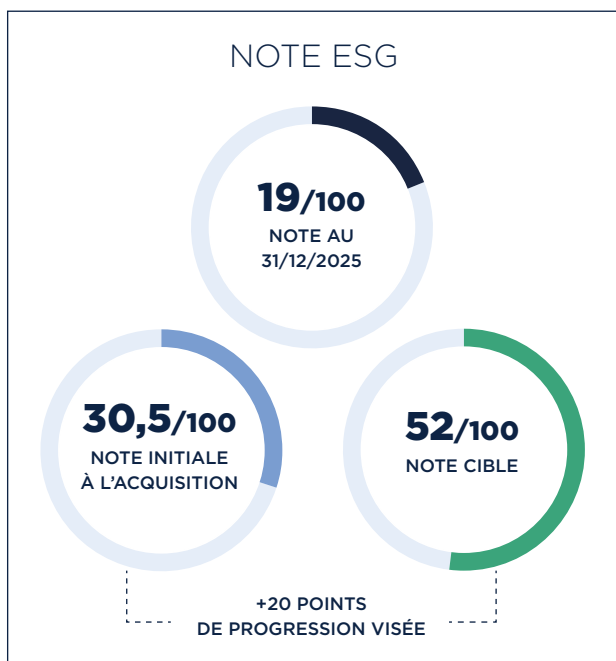 NOTE ESG
19/100
NOTE AU
31/12/2025
30,5/100
NOTE INITIALE
À L'ACQUISITION
52/100
NOTE CIBLE
+20 POINTS
DE PROGRESSION VISÉE